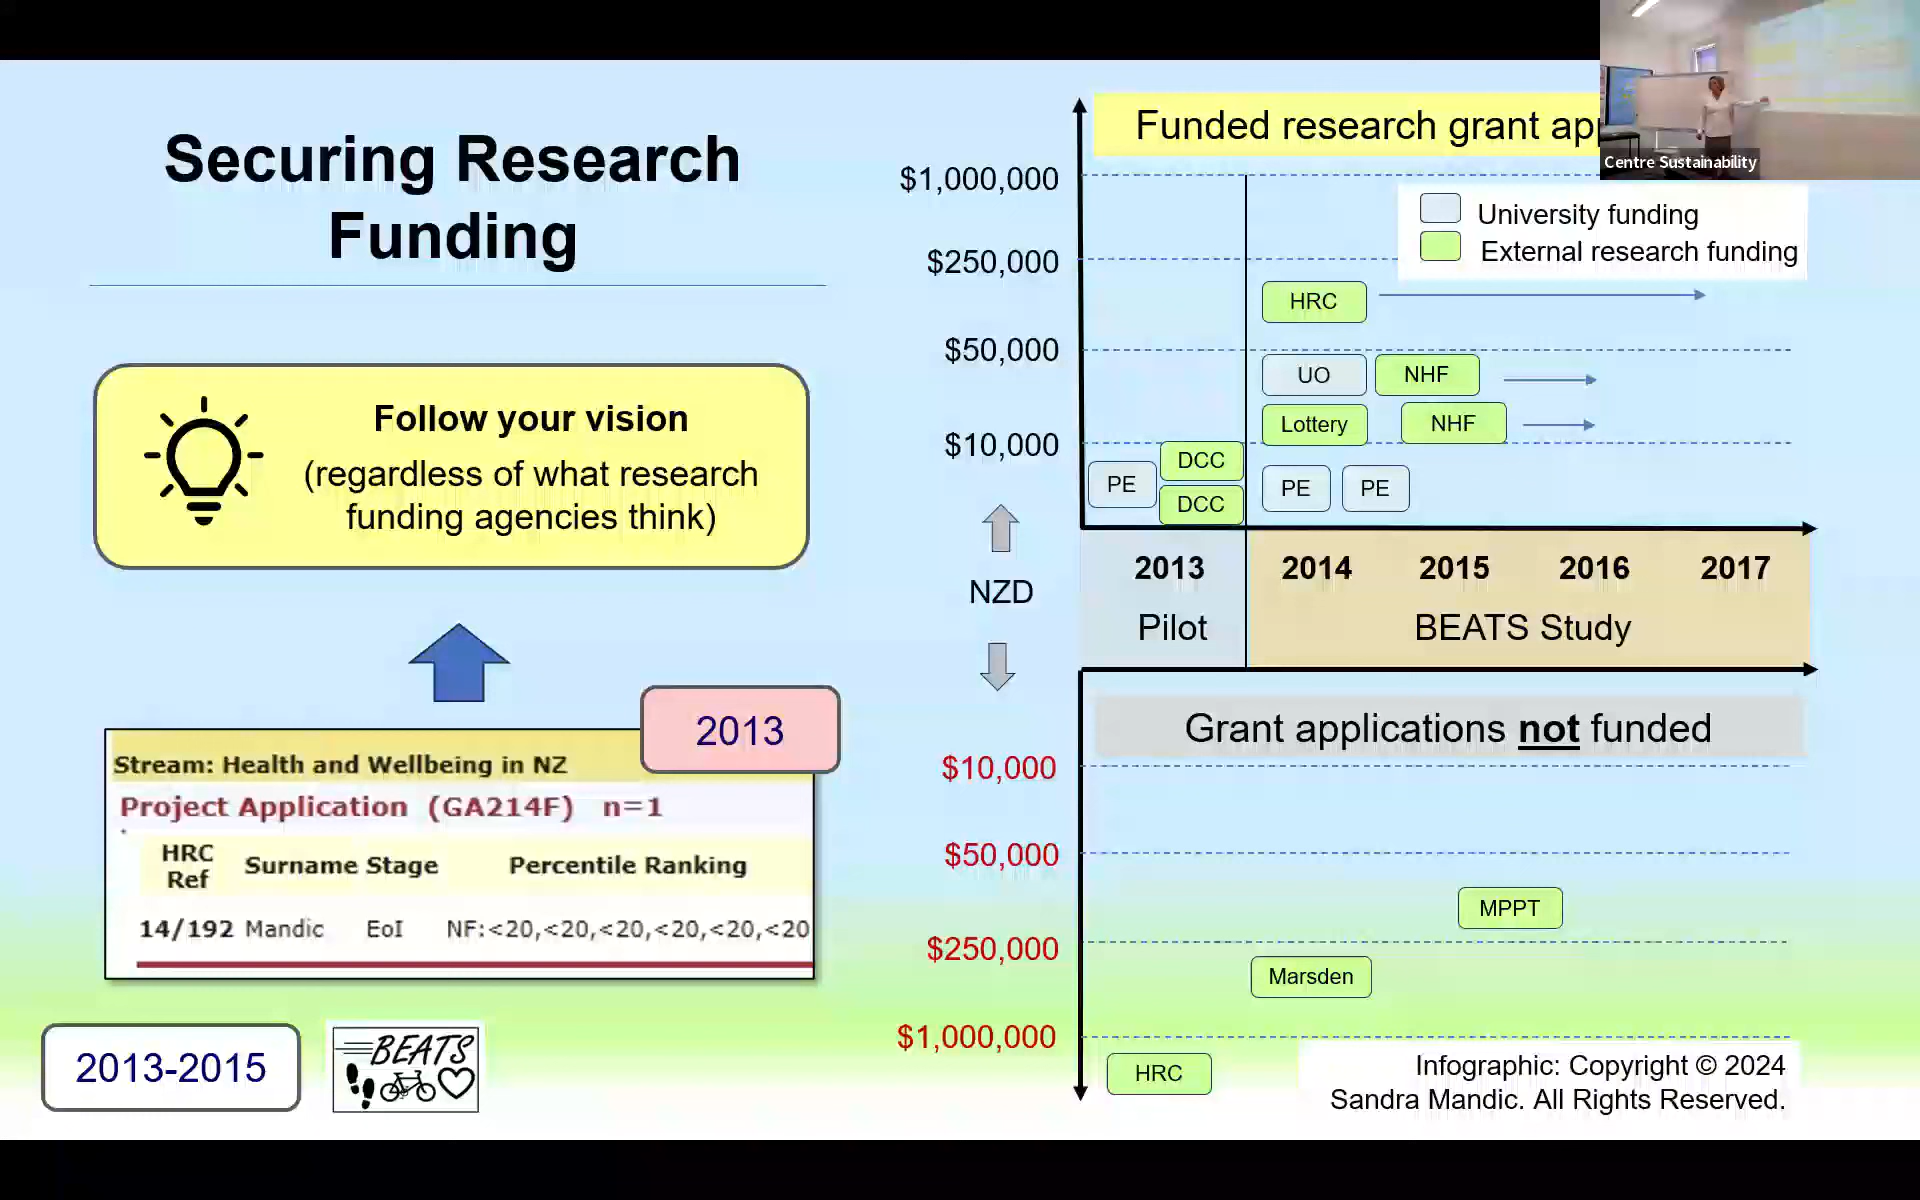 Securing Research
Funding
Follow your vision
(regardless of what research
funding agencies think)
2013
Stream: Health and Wellbeing in NZ
Project Application (GA214F) n=1
HRC
Ref
Surname Stage
Percentile Ranking
14/192 Mandic EoI NF:<20,<20,<20,<20,<20,<20
2013-2015
BEATS
Funded research grant
Centre Sustainability
University funding
External research funding
$1,000,000
$250,000
$50,000
$10,000
HRC
UO NHF
Lottery NHF
DCC
PE
DCC
PE PE
NZD
2013 2014 2015 2016 2017
Pilot BEATS Study
Grant applications not funded
$10,000
$50,000
MPPT
$250,000
Marsden
$1,000,000
HRC
Infographic: Copyright © 2024
Sandra Mandic. All Rights Reserved.